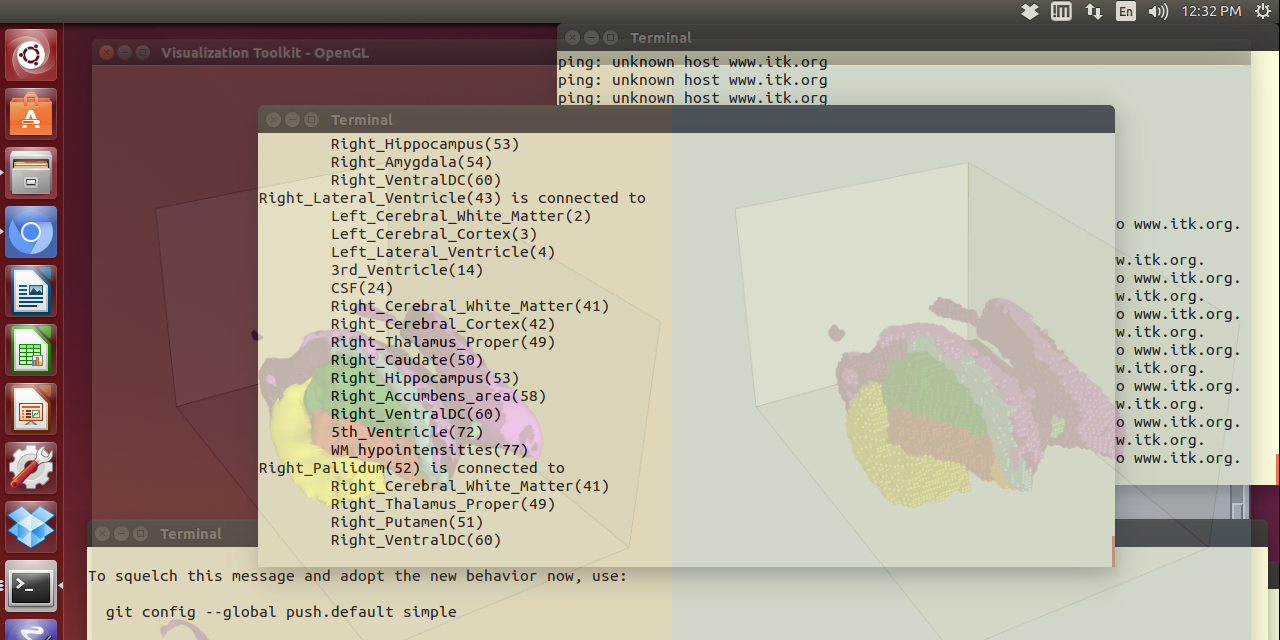 En
12:32 PM
Visualization Toolkit - OpenGL
Terminal
ping: unknown host www.itk.org
ping: unknown host www.itk.org
ping: unknown host www.itk.org
Terminal
Right_Hippocampus(53)
Right_Amygdala(54)
Right_VentralDC(60)
Right_Lateral_Ventricle(43) is connected to
Left_Cerebral_White_Matter(2)
Left_Cerebral_Cortex(3)
Left_Lateral_Ventricle(4)
3rd_Ventricle(14)
CSF(24)
Right_Cerebral_White_Matter(41)
Right_Cerebral_Cortex(42)
Right_Thalamus_Proper(49)
Right_Caudate(50)
Right_Hippocampus(53)
Right_Accumbens_area(58)
Right_VentralDC(60)
5th_Ventricle(72)
WM_hypointensities(77)
Right_Pallidum(52) is connected to
Right_Cerebral_White_Matter(41)
Right_Thalamus_Proper(49)
Right_Putamen(51)
Right_VentralDC(60)
o www.itk.org.
w.itk.org.
o www.itk.org.
w.itk.org.
o www.itk.org.
w.itk.org.
o www.itk.org.
w.itk.org.
o www.itk.org.
w.itk.org.
o www.itk.org.
w.itk.org.
o www.itk.org.
Terminal
To squelch this message and adopt the new behavior now, use:
git config --global push.default simple